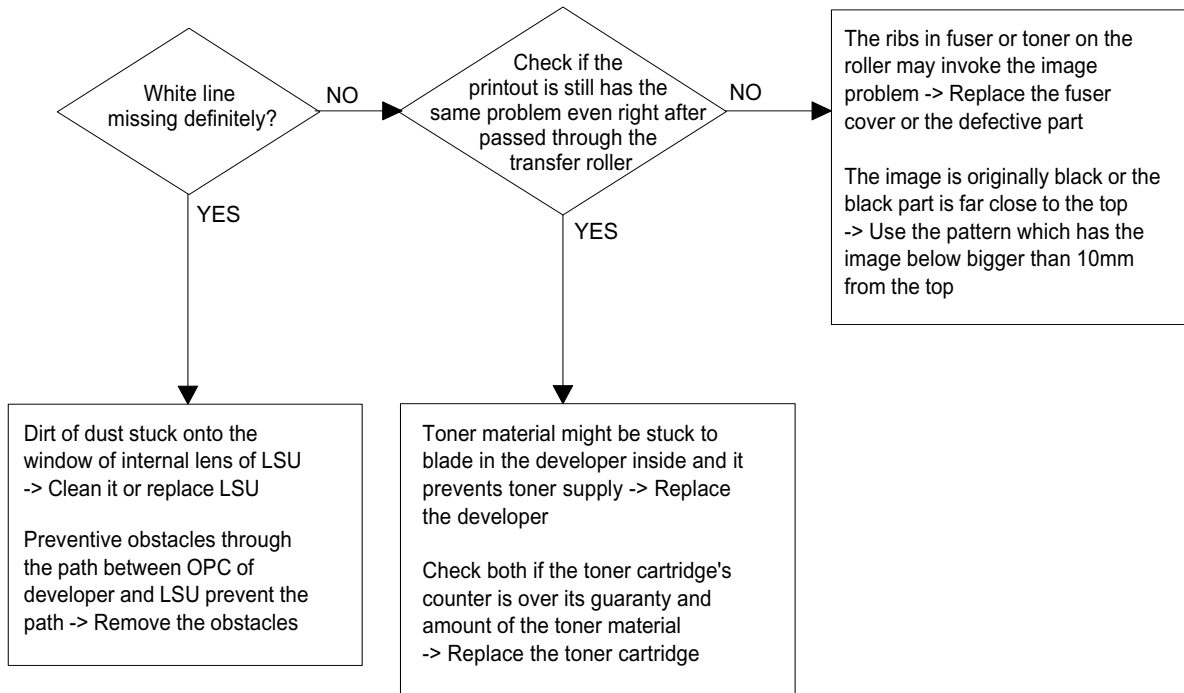 White line
missing definitely?
NO
YES
Check if the
printout is still has the
same problem even right after
passed through the
transfer roller
NO
YES
The ribs in fuser or toner on the
roller may invoke the image
problem -> Replace the fuser
cover or the defective part
The image is originally black or the
black part is far close to the top
-> Use the pattern which has the
image below bigger than 10mm
from the top
Dirt of dust stuck onto the
window of internal lens of LSU
-> Clean it or replace LSU
Preventive obstacles through
the path between OPC of
developer and LSU prevent the
path -> Remove the obstacles
Toner material might be stuck to
blade in the developer inside and it
prevents toner supply -> Replace
the developer
Check both if the toner cartridge's
counter is over its guaranty and
amount of the toner material
-> Replace the toner cartridge